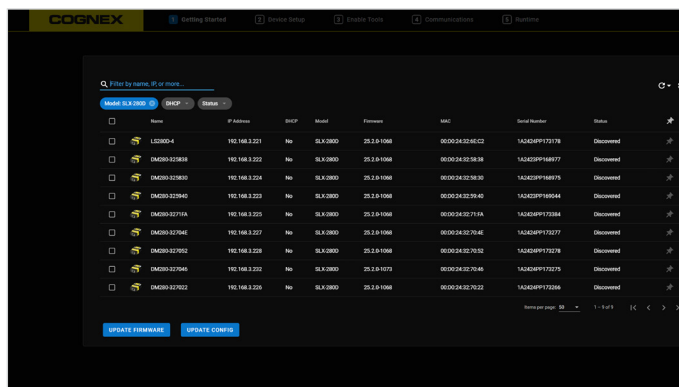 COGNEX 1 Getting Started 2 Device Setup 3 Enable Tools 4 Communications 5 Runtime
Filter by name, IP, or more...
Model: SLX-280D DHCP Status
Name IP Address DHCP Model Firmware MAC Serial Number Status
LS280D-4 192.168.3.221 No SLX-280D 25.2.0-1068 00:D0:24:32:6E:C2 1A2424PP173178 Discovered
DM280-325838 192.168.3.222 No SLX-280D 25.2.0-1068 00:D0:24:32:58:38 1A2423PP168977 Discovered
DM280-325830 192.168.3.224 No SLX-280D 25.2.0-1068 00:D0:24:32:58:30 1A2423PP168975 Discovered
DM280-325940 192.168.3.223 No SLX-280D 25.2.0-1068 00:D0:24:32:59:40 1A2423PP169044 Discovered
DM280-3271FA 192.168.3.225 No SLX-280D 25.2.0-1068 00:D0:24:32:71:FA 1A2424PP173384 Discovered
DM280-32704E 192.168.3.227 No SLX-280D 25.2.0-1068 00:D0:24:32:70:4E 1A2424PP173277 Discovered
DM280-327052 192.168.3.228 No SLX-280D 25.2.0-1068 00:D0:24:32:70:52 1A2424PP173278 Discovered
DM280-327046 192.168.3.232 No SLX-280D 25.2.0-1073 00:D0:24:32:70:46 1A2424PP173275 Discovered
DM280-327022 192.168.3.226 No SLX-280D 25.2.0-1068 00:D0:24:32:70:22 1A2424PP173266 Discovered
Items per page: 50 1 – 9 of 9
UPDATE FIRMWARE UPDATE CONFIG